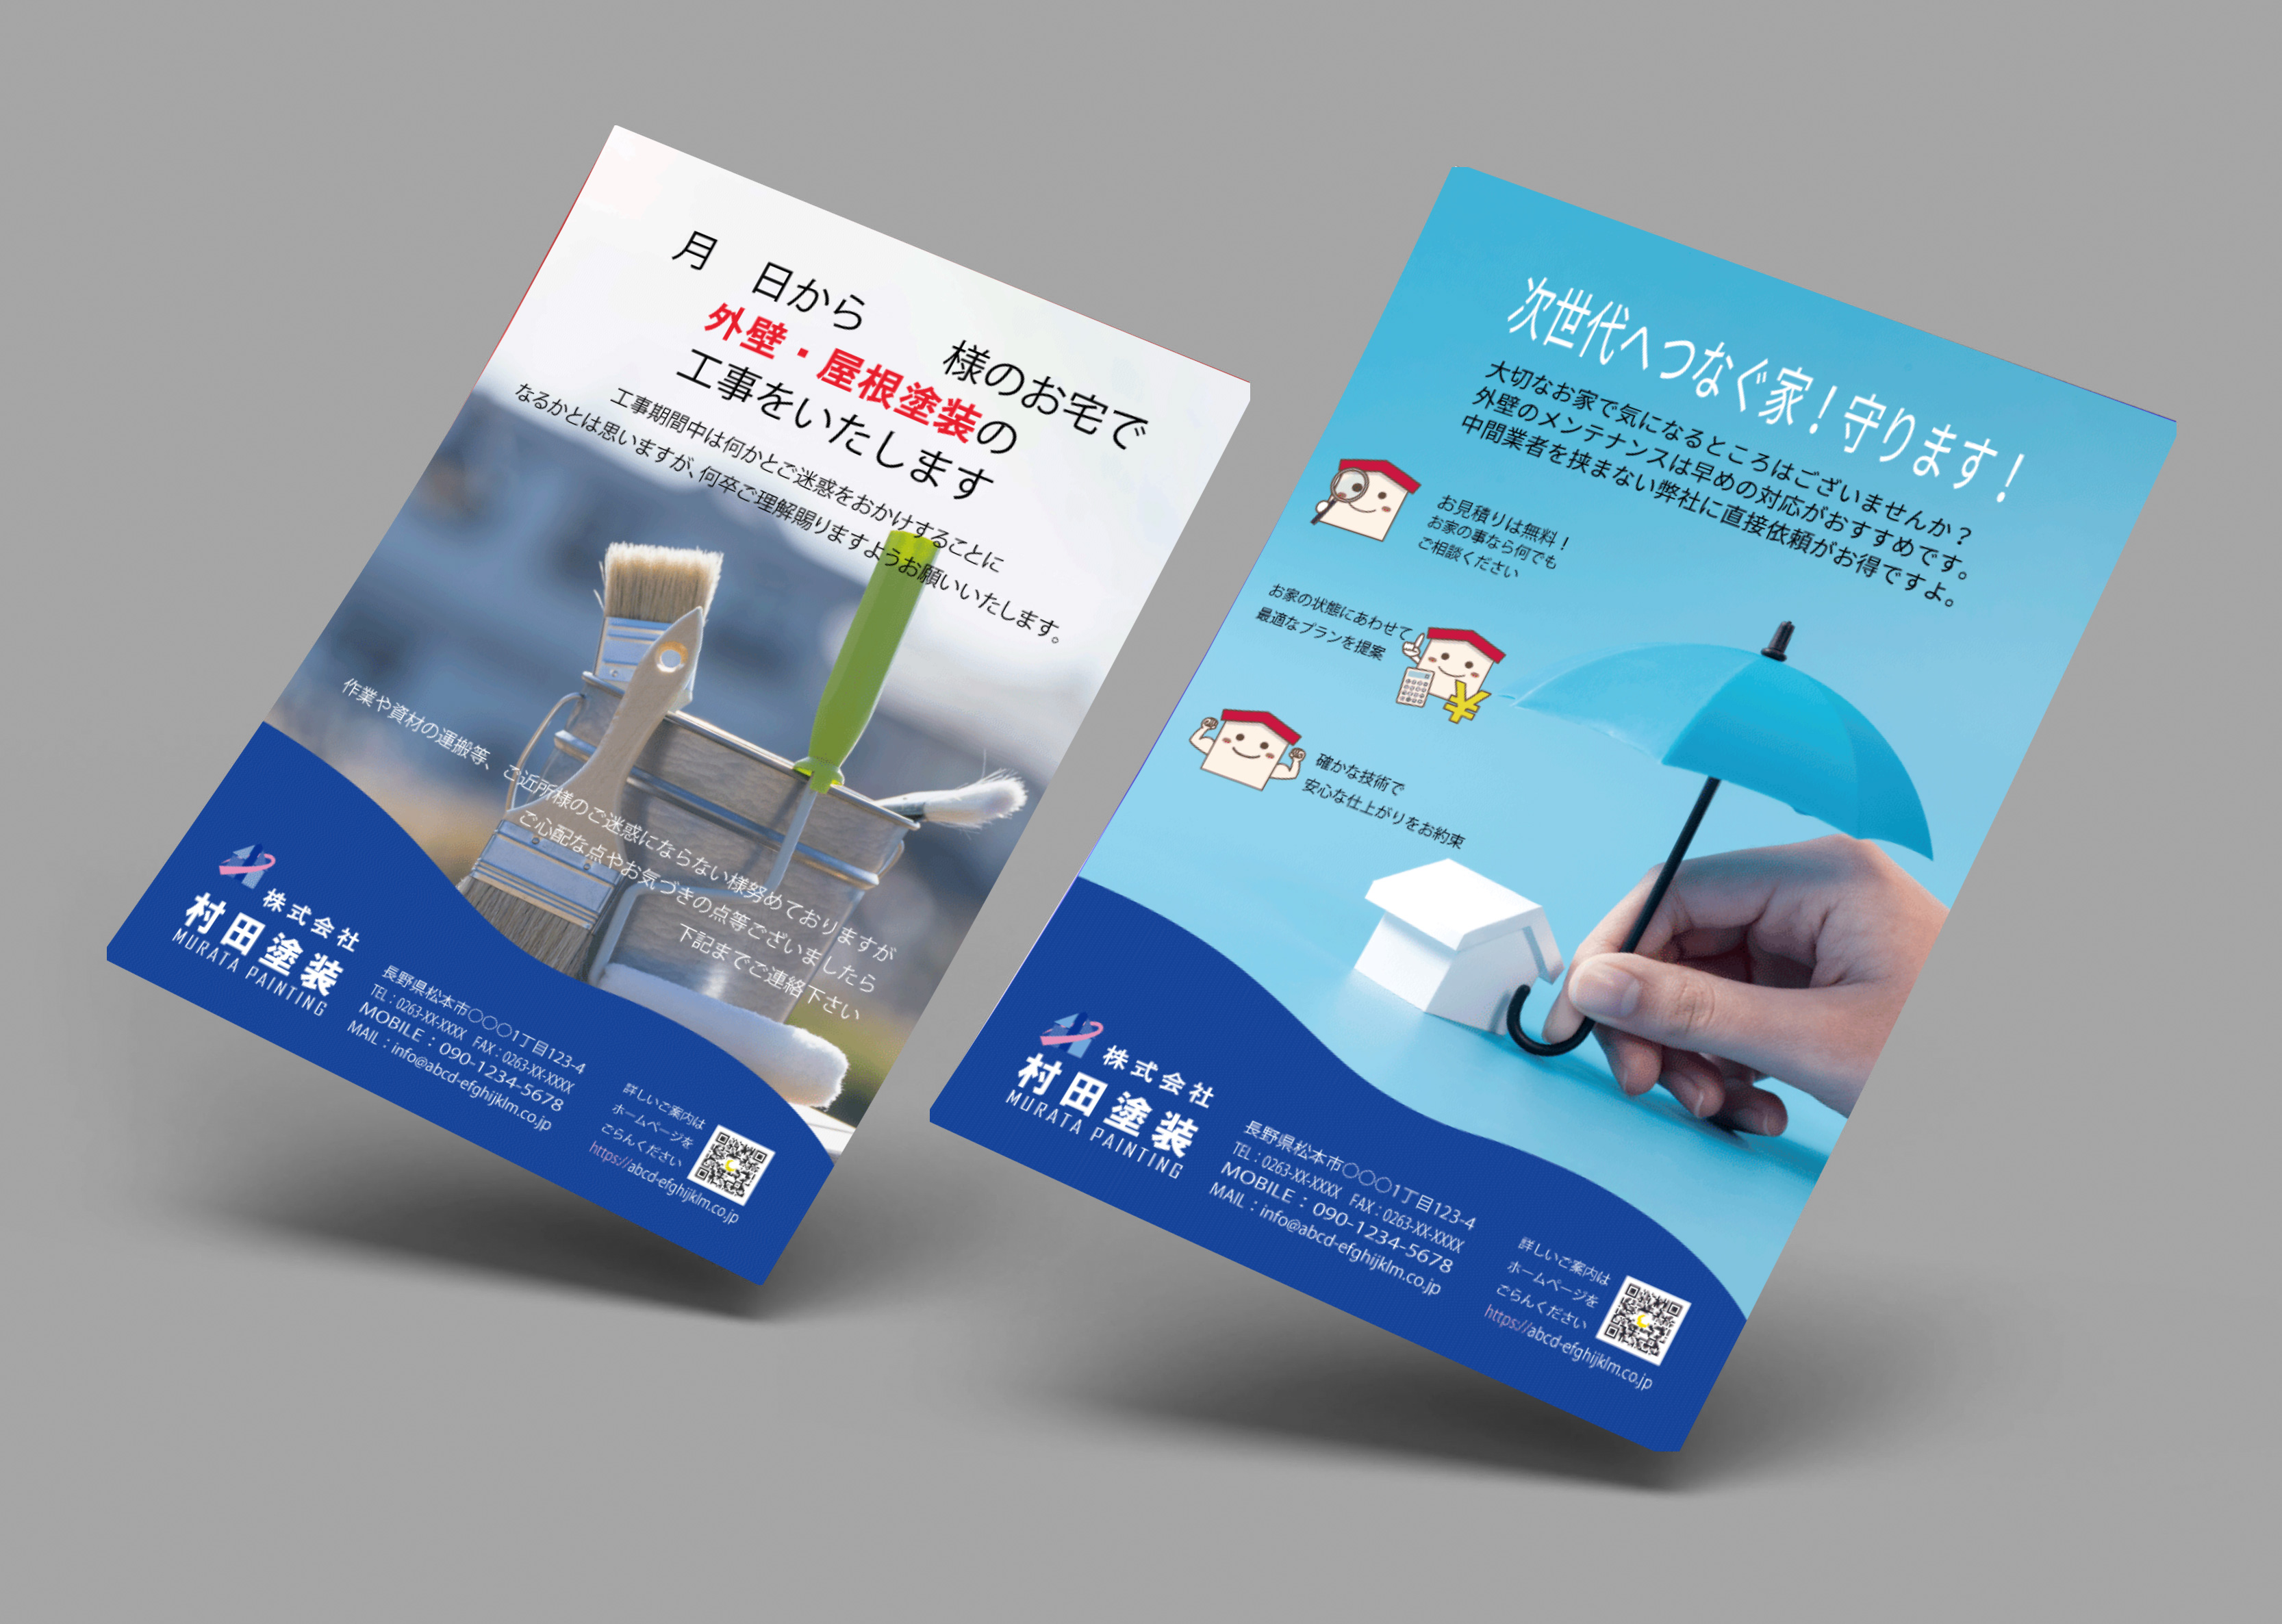 月　日から　　様のお宅で
外壁・屋根塗装の
工事をいたします
工事期間中は何かとご迷惑をおかけすることに
なるかとは思いますが、何卒ご理解賜りますようお願いいたします。
作業や資材の運搬等、ご近所様のご迷惑にならない様努めておりますが
ご心配な点やお気づきの点等ございましたら
下記までご連絡下さい
株式会社
村田塗装
MURATA PAINTING
長野県松本市〇〇〇1丁目123-4
TEL：0263-XX-XXXX FAX：0263-XX-XXXX
MOBILE：090-1234-5678
MAIL：info@abcd-efghijklm.co.jp
詳しいご案内は
ホームページを
ごらんください
https://abcd-efghijklm.co.jp
次世代へつなぐ家！守ります！
大切なお家で気になるところはございませんか？
外壁のメンテナンスは早めの対応がおすすめです。
中間業者を挟まない弊社に直接依頼がお得ですよ。
お見積りは無料！
お家の事なら何でも
ご相談ください
お家の状態にあわせて
最適なプランを提案
確かな技術で
安心な仕上がりをお約束
株式会社
村田塗装
MURATA PAINTING
長野県松本市〇〇〇1丁目123-4
TEL：0263-XX-XXXX FAX：0263-XX-XXXX
MOBILE：090-1234-5678
MAIL：info@abcd-efghijklm.co.jp
詳しいご案内は
ホームページを
ごらんください
https://abcd-efghijklm.co.jp